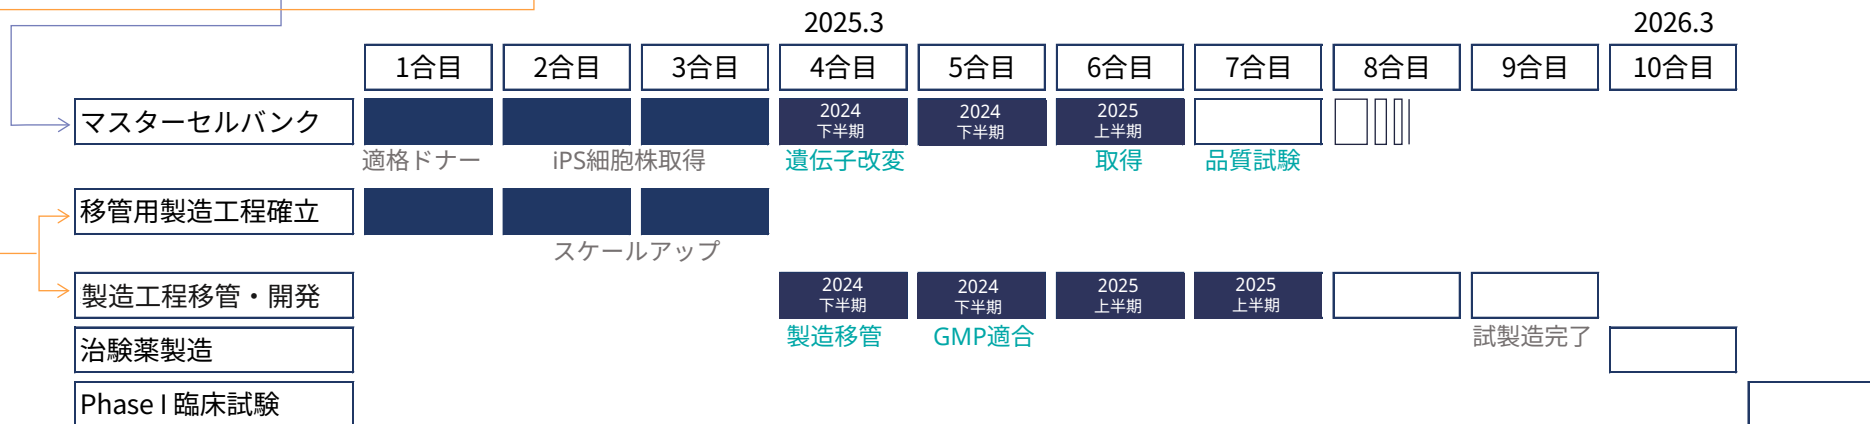 2025.3
2026.3
1合目
2合目
3合目
4合目
5合目
6合目
7合目
8合目
9合目
10合目
マスターセルバンク
2024
下半期
2024
下半期
2025
上半期
適格ドナー
iPS細胞株取得
遺伝子改変
取得
品質試験
移管用製造工程確立
スケールアップ
製造工程移管・開発
2024
下半期
2024
下半期
2025
上半期
2025
上半期
製造移管
GMP適合
試製造完了
治験薬製造
Phase I 臨床試験